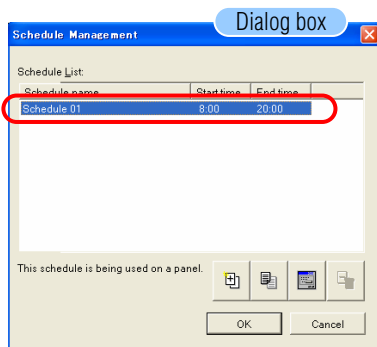 Dialog box
Schedule Management
Schedule List:
Schedule name Start time End time
Schedule 01 8:00 20:00
This schedule is being used on a panel.
OK Cancel